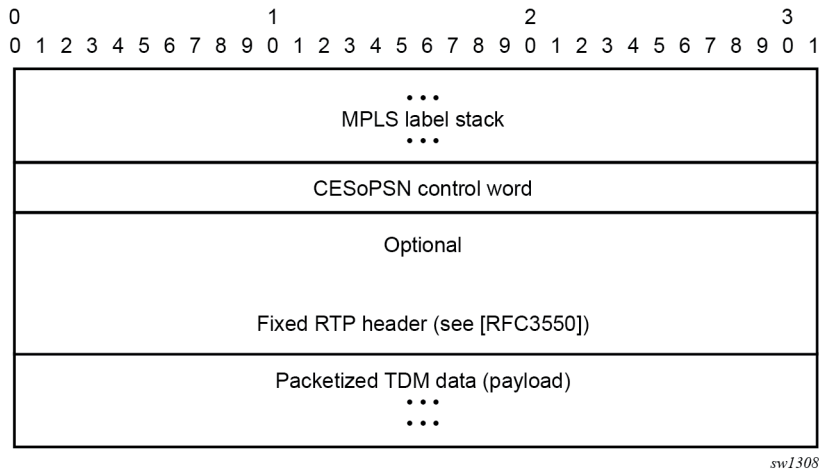 0 1 2 3
0 1 2 3 4 5 6 7 8 9 0 1 2 3 4 5 6 7 8 9 0 1 2 3 4 5 6 7 8 9 0 1
•••
MPLS label stack
•••
CESoPSN control word
Optional
Fixed RTP header (see [RFC3550])
Packetized TDM data (payload)
•••
•••
sw1308